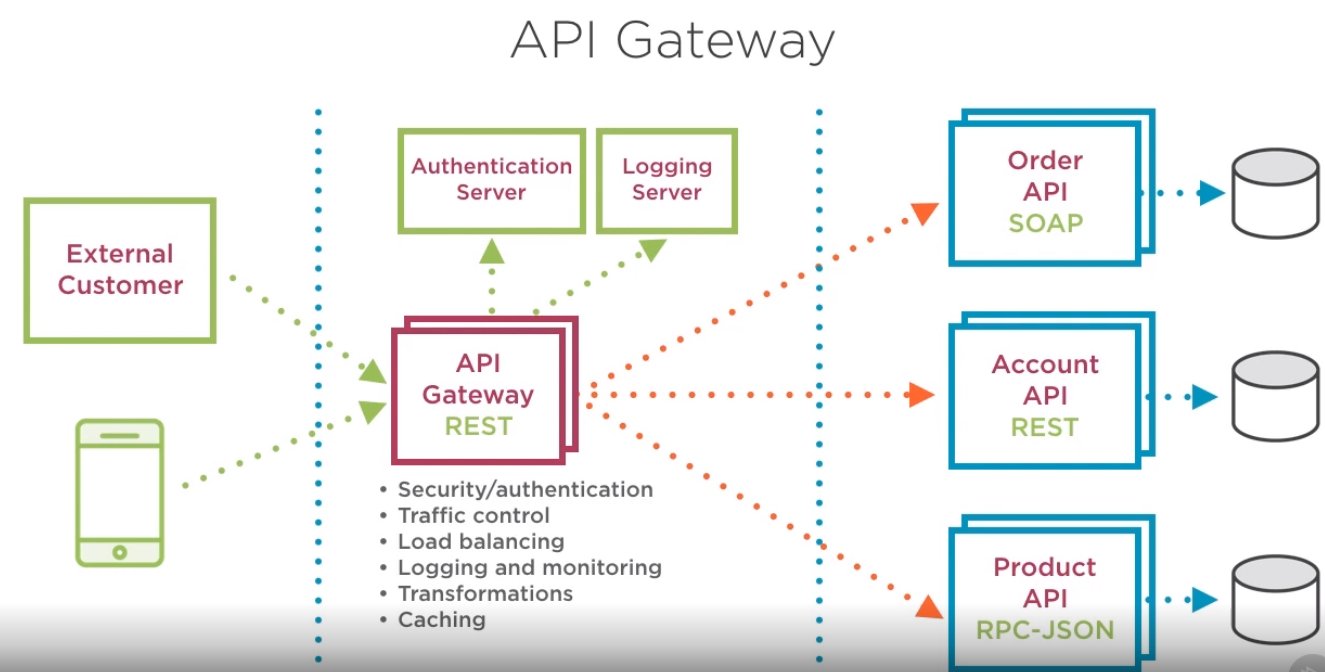 API Gateway
External
Customer
Authentication
Server
Logging
Server
API
Gateway
REST
• Security/authentication
• Traffic control
• Load balancing
• Logging and monitoring
• Transformations
• Caching
Order
API
SOAP
Account
API
REST
Product
API
RPC-JSON